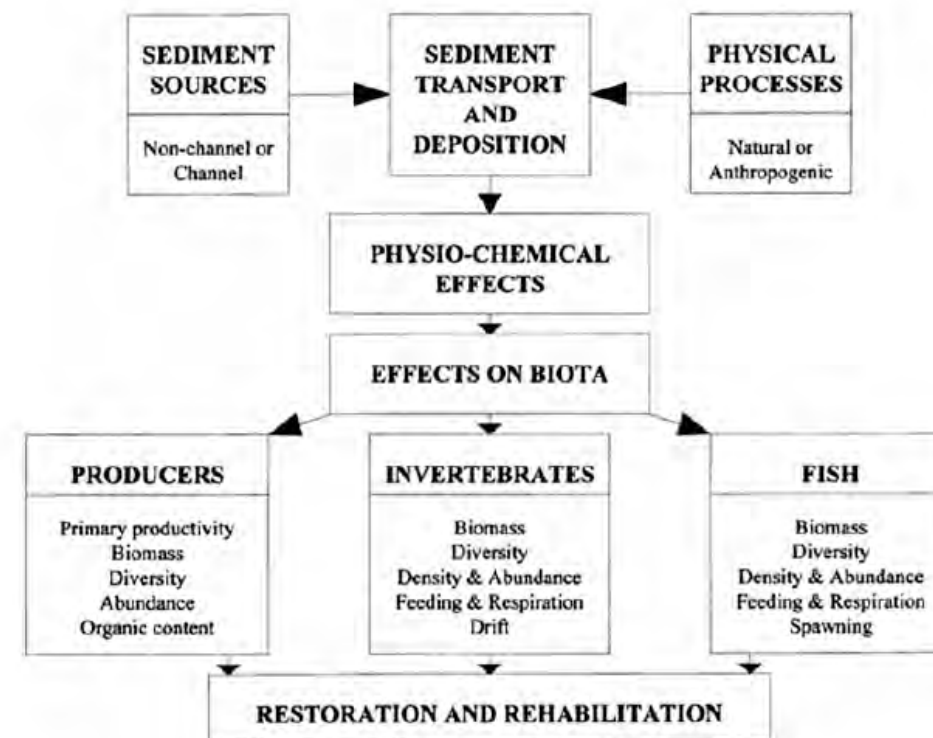 SEDIMENT
SOURCES
Non-channel or
Channel
SEDIMENT
TRANSPORT
AND
DEPOSITION
PHYSICAL
PROCESSES
Natural or
Anthropogenic
PHYSIO-CHEMICAL
EFFECTS
EFFECTS ON BIOTA
PRODUCERS
Primary productivity
Biomass
Diversity
Abundance
Organic content
INVERTEBRATES
Biomass
Diversity
Density & Abundance
Feeding & Respiration
Drift
FISH
Biomass
Diversity
Density & Abundance
Feeding & Respiration
Spawning
RESTORATION AND REHABILITATION